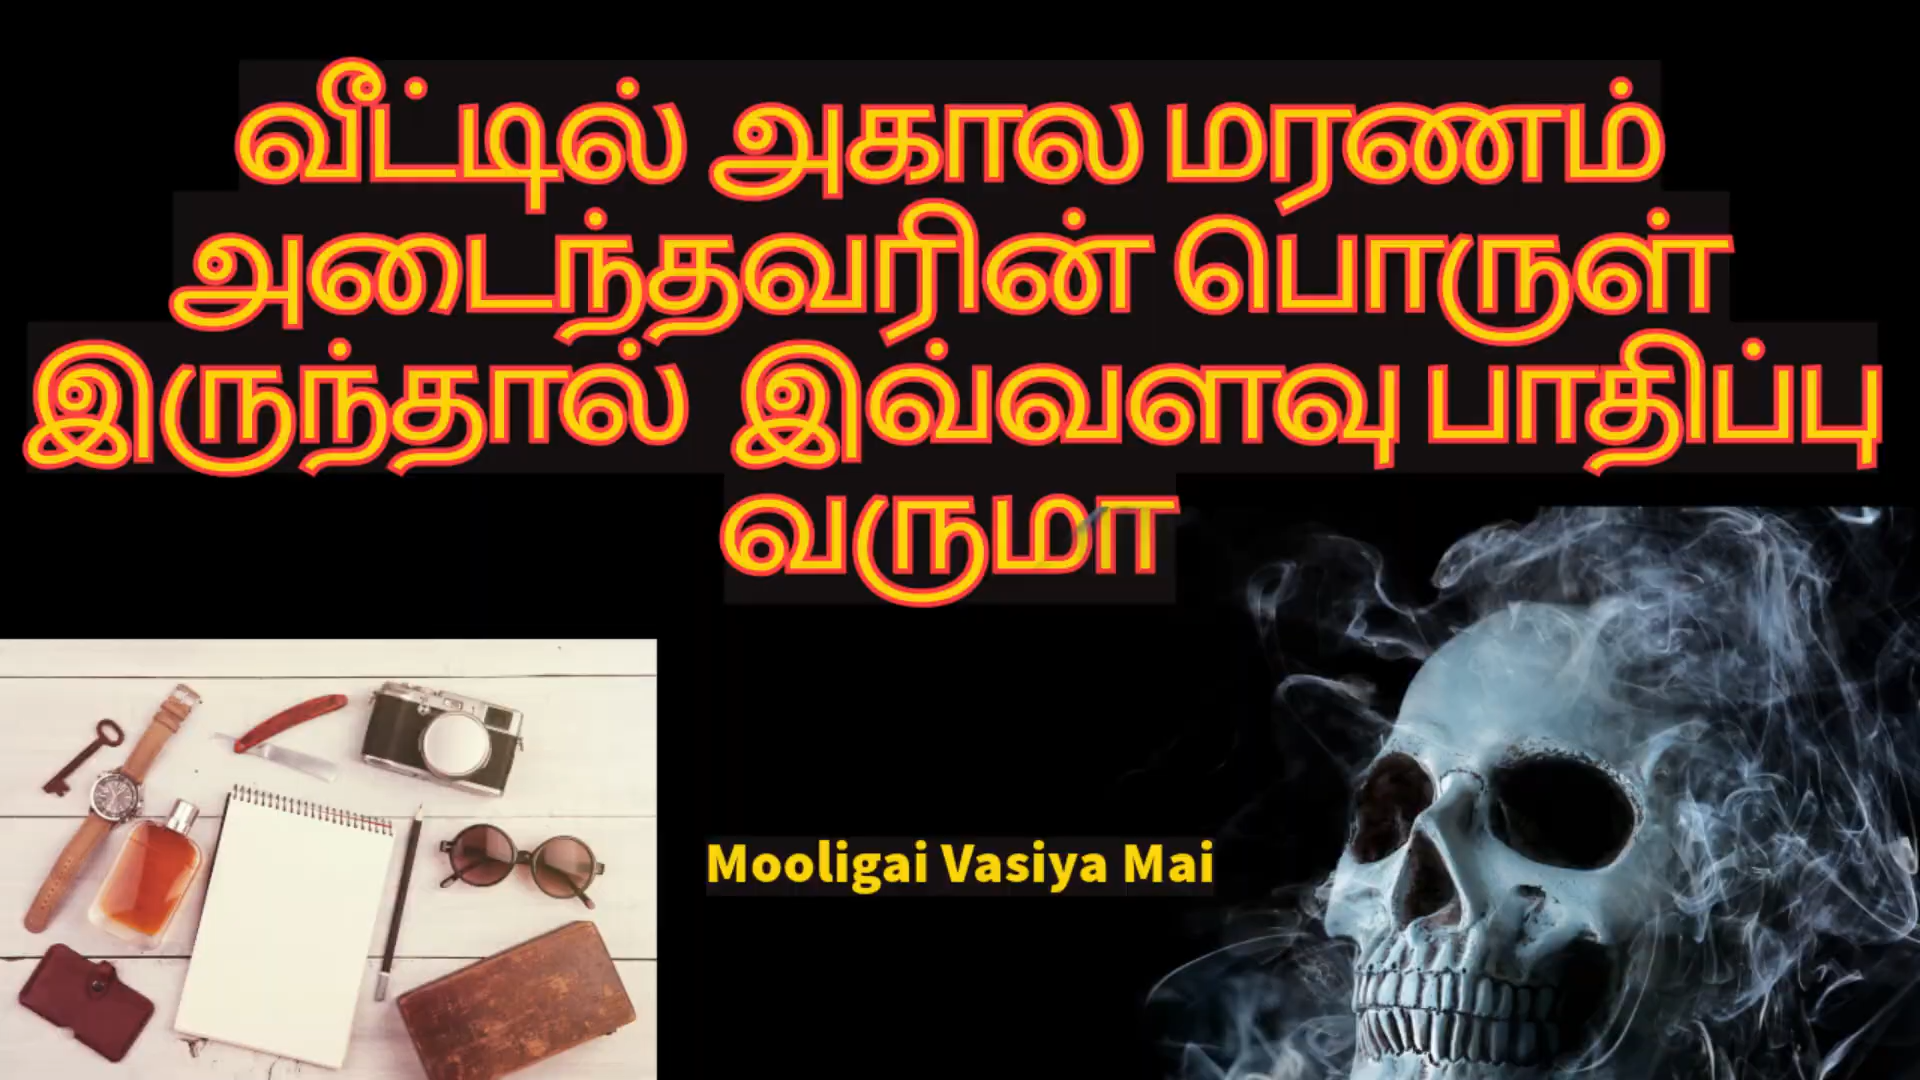 வீட்டில் அகால மரணம்
அடைந்தவரின் பொருள்
இருந்தால் இவ்வளவு பாதிப்பு
வருமா
Mooligai Vasiya Mai